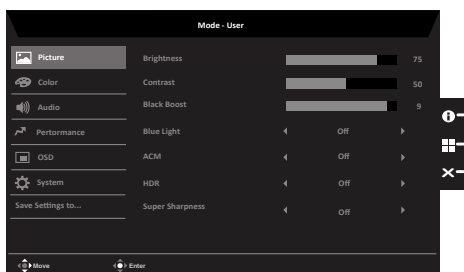 Mode - User
Picture
Brightness 75
Color
Contrast 50
Audio
Black Boost 9
Pertormance
Blue Light Off
OSD
ACM Off
System
HDR Off
Save Settings to...
Super Sharpness Off
Move Enter